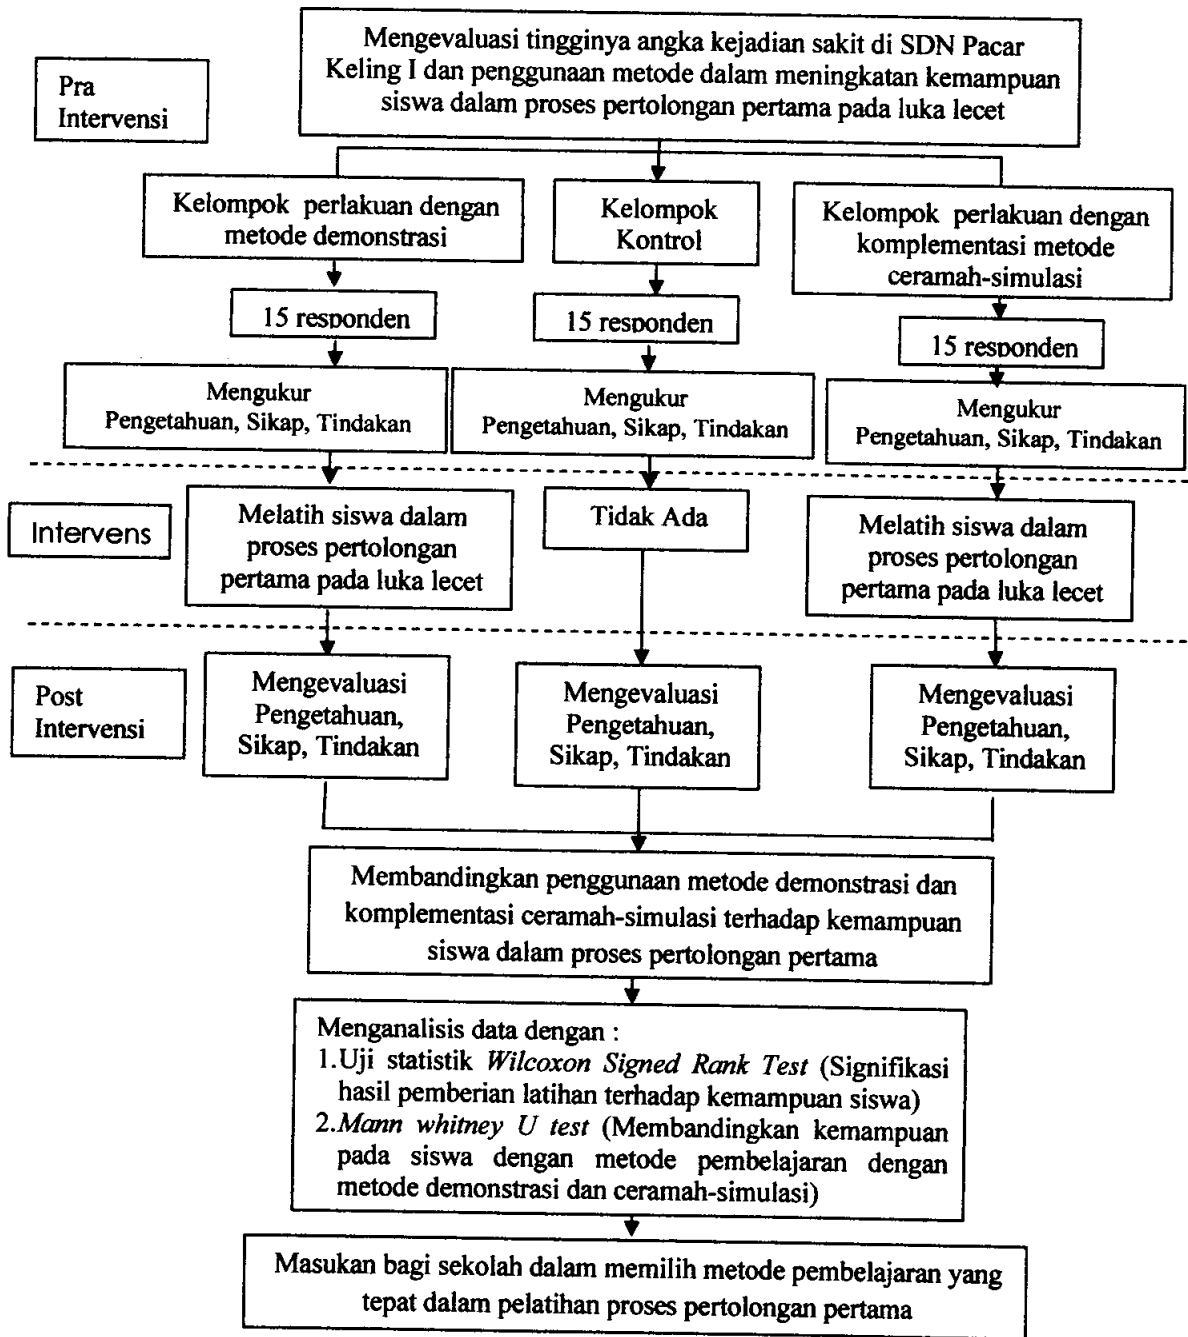 Mengevaluasi tingginya angka kejadian sakit di SDN Pacar
Keling I dan penggunaan metode dalam meningkatan kemampuan
siswa dalam proses pertolongan pertama pada luka lecet
Pra
Intervensi
Kelompok perlakuan dengan
metode demonstrasi
Kelompok
Kontrol
Kelompok perlakuan dengan
komplementasi metode
ceramah-simulasi
15 responden
15 responden
15 responden
Mengukur
Pengetahuan, Sikap, Tindakan
Mengukur
Pengetahuan, Sikap, Tindakan
Mengukur
Pengetahuan, Sikap, Tindakan
Intervens
Melatih siswa dalam
proses pertolongan
pertama pada luka lecet
Tidak Ada
Melatih siswa dalam
proses pertolongan
pertama pada luka lecet
Post
Intervensi
Mengevaluasi
Pengetahuan,
Sikap, Tindakan
Mengevaluasi
Pengetahuan,
Sikap, Tindakan
Mengevaluasi
Pengetahuan,
Sikap, Tindakan
Membandingkan penggunaan metode demonstrasi dan
komplementasi ceramah-simulasi terhadap kemampuan
siswa dalam proses pertolongan pertama
Menganalisis data dengan :
1.Uji statistik Wilcoxon Signed Rank Test (Signifikasi
hasil pemberian latihan terhadap kemampuan siswa)
2.Mann whitney U test (Membandingkan kemampuan
pada siswa dengan metode pembelajaran dengan
metode demonstrasi dan ceramah-simulasi)
Masukan bagi sekolah dalam memilih metode pembelajaran yang
tepat dalam pelatihan proses pertolongan pertama